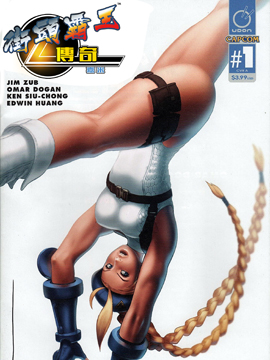 街頭霸王
傳奇
JIM ZUB
OMAR DOGAN
KEN SIU-CHONG
EDWIN HUANG
UDON
CAPCOM
#1
$3.99